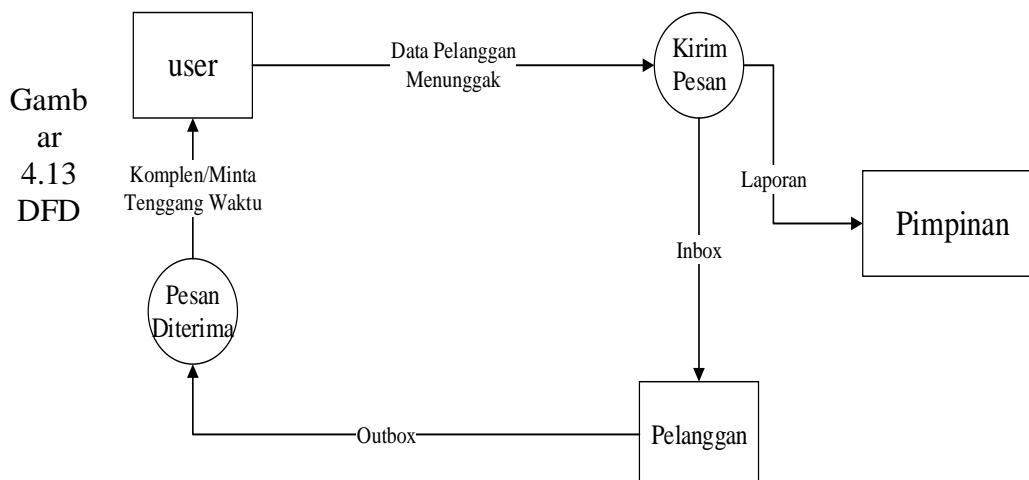 user
Data Pelanggan
Menunggak
Kirim
Pesan
Gamb
ar
4.13
DFD
Komplen/Minta
Tenggang Waktu
Laporan
Pimpinan
Inbox
Pesan
Diterima
Outbox
Pelanggan